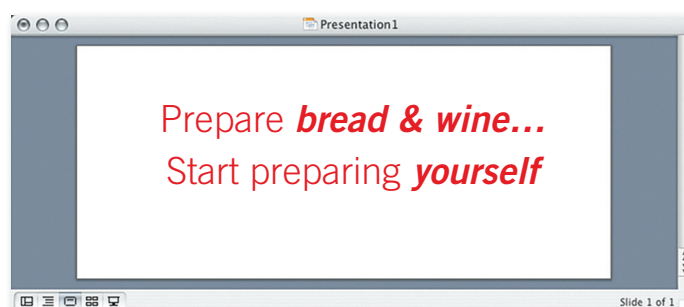 Presentation1
Prepare bread & wine...
Start preparing yourself
Slide 1 of 1